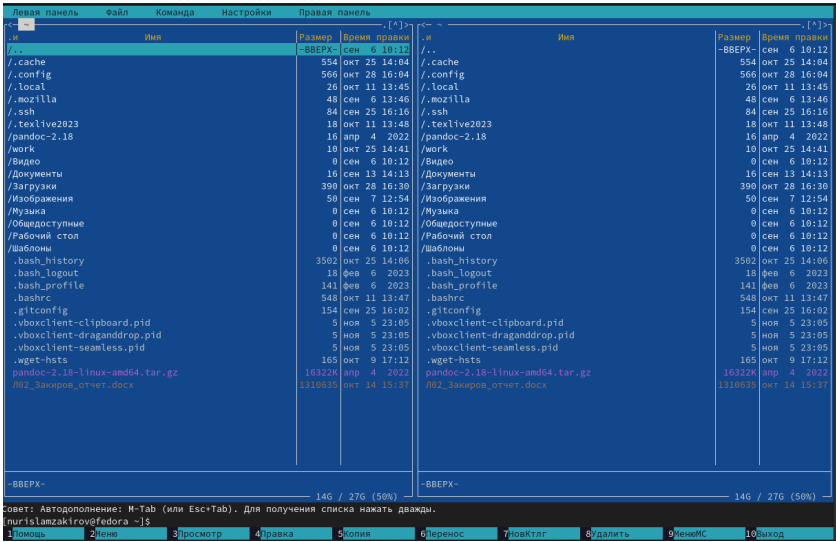 Левая панель Файл Команда Настройки Правая панель
<- ~ .[^]>
.и Имя Размер Время правки
/.. -ВВЕРХ- сен 6 10:12
/.cache 554 окт 25 14:04
/.config 566 окт 28 16:04
/.local 26 окт 11 13:45
/.mozilla 48 сен 6 13:46
/.ssh 84 сен 25 16:16
/.texlive2023 18 окт 11 13:48
/pandoc-2.18 16 апр 4 2022
/work 10 окт 25 14:41
/Видео 0 сен 6 10:12
/Документы 16 сен 13 14:13
/Загрузки 390 окт 28 16:30
/Изображения 50 сен 7 12:54
/Музыка 0 сен 6 10:12
/Общедоступные 0 сен 6 10:12
/Рабочий стол 0 сен 6 10:12
/Шаблоны 0 сен 6 10:12
.bash_history 3502 окт 25 14:06
.bash_logout 18 фев 6 2023
.bash_profile 141 фев 6 2023
.bashrc 548 окт 11 13:47
.gitconfig 154 сен 25 16:02
.vboxclient-clipboard.pid 5 ноя 5 23:05
.vboxclient-draganddrop.pid 5 ноя 5 23:05
.vboxclient-seamless.pid 5 ноя 5 23:05
.wget-hsts 165 окт 9 17:12
pandoc-2.18-linux-amd64.tar.gz 16322K апр 4 2022
Л02_Закиров_отчет.docx 1310635 окт 14 15:37
-ВВЕРХ-
14G / 27G (50%)
<- ~ .[^]>
.и Имя Размер Время правки
/.. -ВВЕРХ- сен 6 10:12
/.cache 554 окт 25 14:04
/.config 566 окт 28 16:04
/.local 26 окт 11 13:45
/.mozilla 48 сен 6 13:46
/.ssh 84 сен 25 16:16
/.texlive2023 18 окт 11 13:48
/pandoc-2.18 16 апр 4 2022
/work 10 окт 25 14:41
/Видео 0 сен 6 10:12
/Документы 16 сен 13 14:13
/Загрузки 390 окт 28 16:30
/Изображения 50 сен 7 12:54
/Музыка 0 сен 6 10:12
/Общедоступные 0 сен 6 10:12
/Рабочий стол 0 сен 6 10:12
/Шаблоны 0 сен 6 10:12
.bash_history 3502 окт 25 14:06
.bash_logout 18 фев 6 2023
.bash_profile 141 фев 6 2023
.bashrc 548 окт 11 13:47
.gitconfig 154 сен 25 16:02
.vboxclient-clipboard.pid 5 ноя 5 23:05
.vboxclient-draganddrop.pid 5 ноя 5 23:05
.vboxclient-seamless.pid 5 ноя 5 23:05
.wget-hsts 165 окт 9 17:12
pandoc-2.18-linux-amd64.tar.gz 16322K апр 4 2022
Л02_Закиров_отчет.docx 1310635 окт 14 15:37
-ВВЕРХ-
14G / 27G (50%)
Совет: Автодополнение: M-Tab (или Esc+Tab). Для получения списка нажать дважды.
[nurislamzakirov@fedora ~]$
1Помощь 2Меню 3Просмотр 4Правка 5Копия 6Перенос 7НовКтлг 8Удалить 9МенюMC 10Выход